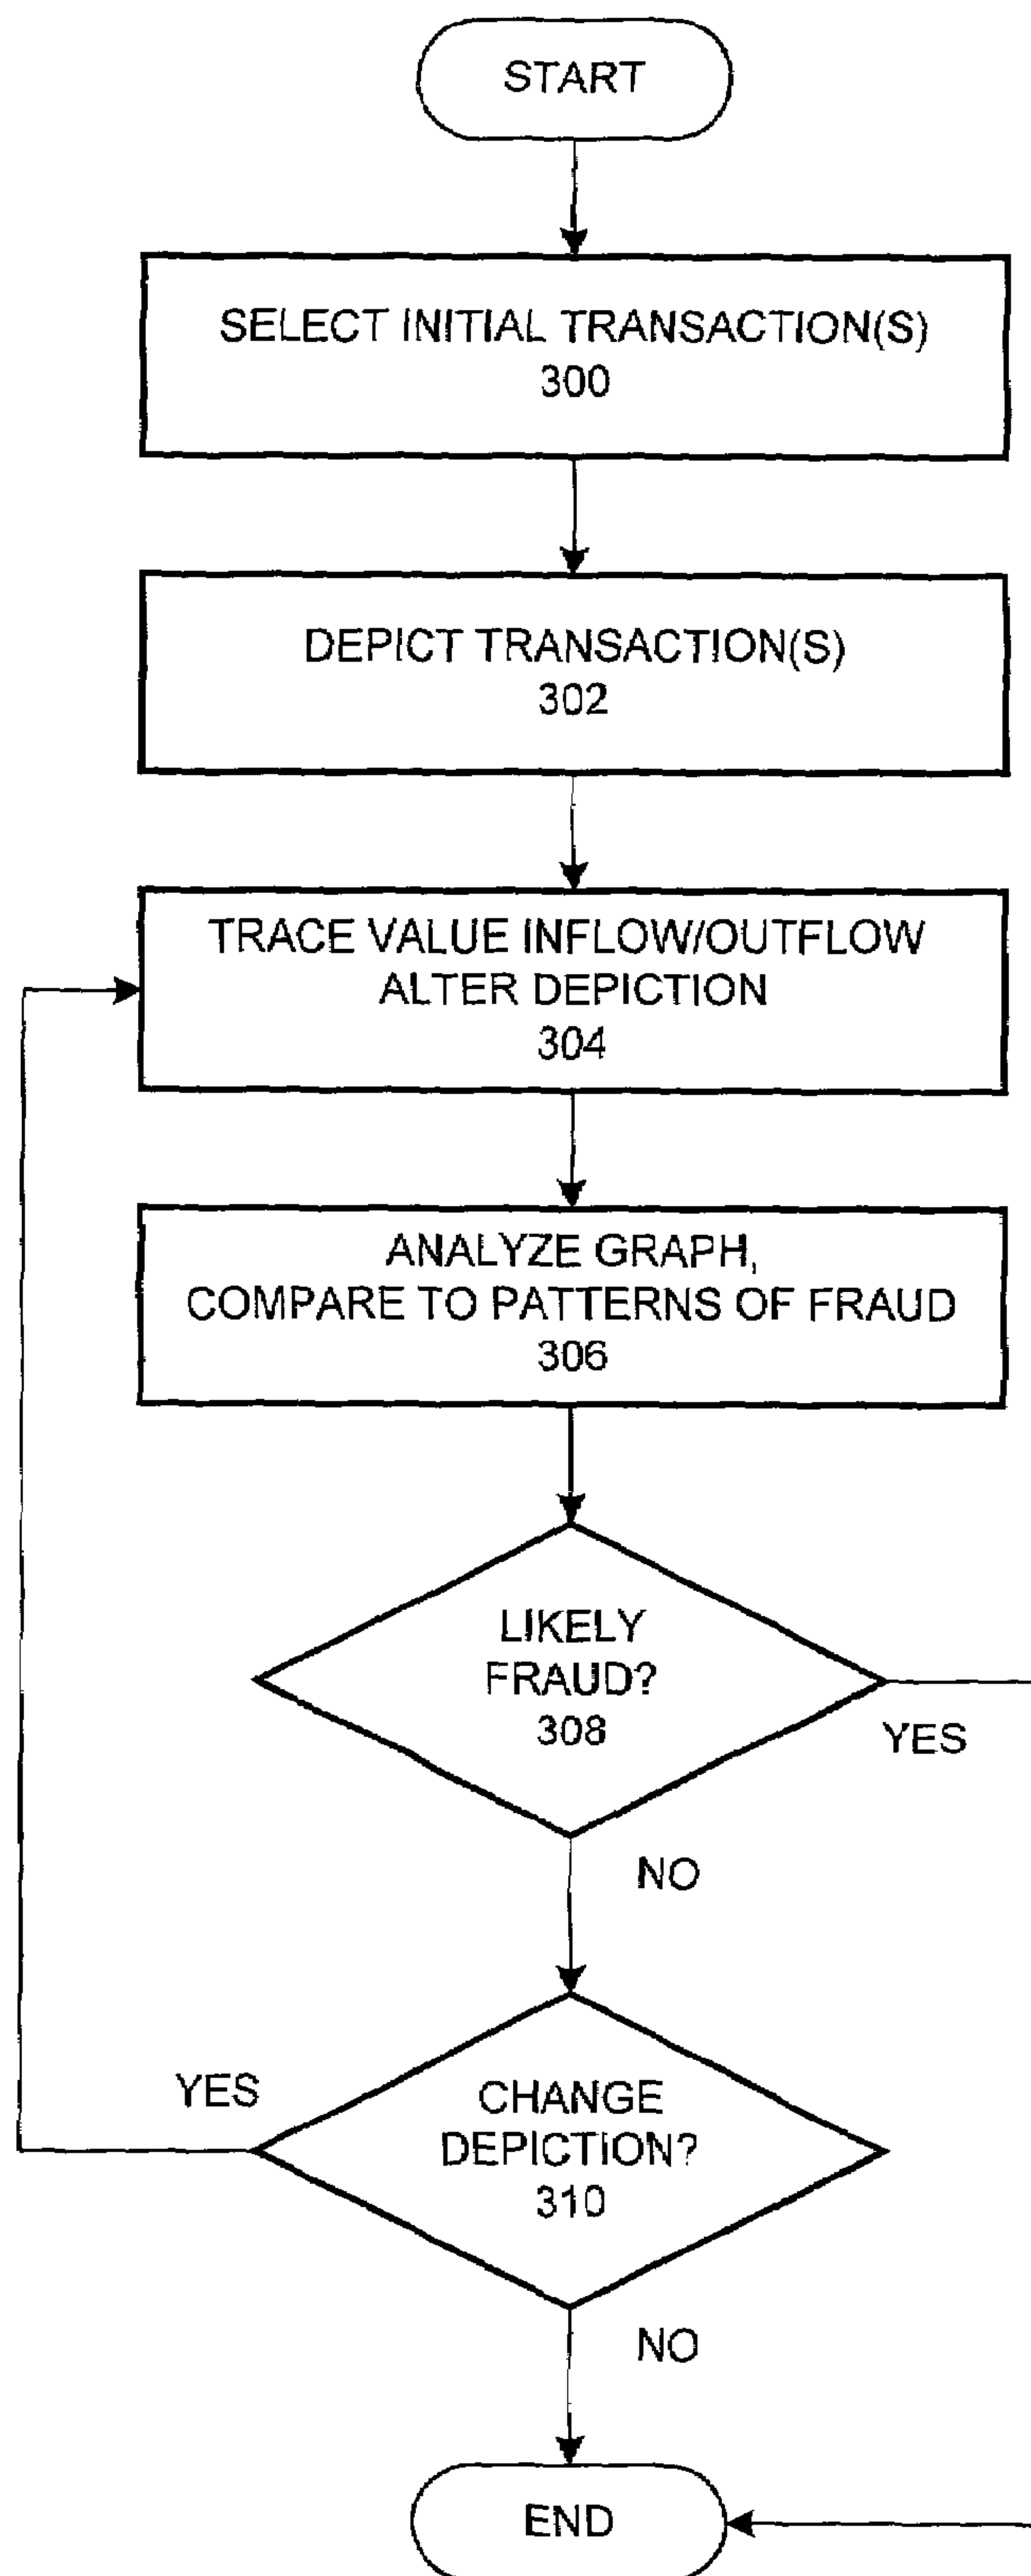 START
SELECT INITIAL TRANSACTION(S)
300
DEPICT TRANSACTION(S)
302
TRACE VALUE INFLOW/OUTFLOW
ALTER DEPICTION
304
ANALYZE GRAPH,
COMPARE TO PATTERNS OF FRAUD
306
LIKELY
FRAUD?
308
YES
NO
YES
CHANGE
DEPICTION?
310
NO
END